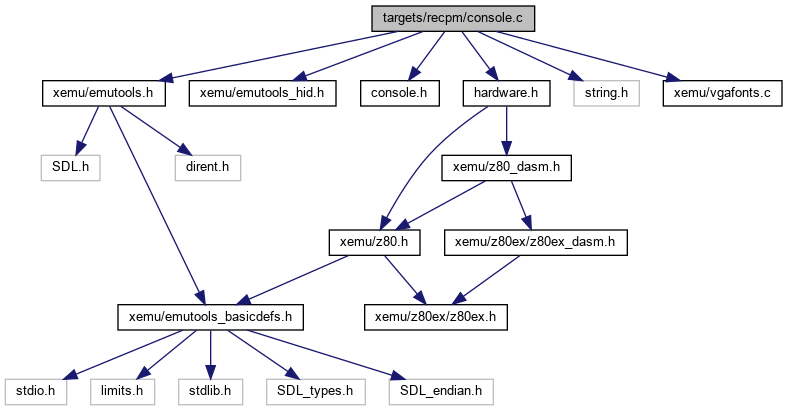 targets/recpm/console.c
xemu/emutools.h
xemu/emutools_hid.h
console.h
hardware.h
string.h
xemu/vgafonts.c
SDL.h
dirent.h
xemu/z80_dasm.h
xemu/z80.h
xemu/z80ex/z80ex_dasm.h
xemu/emutools_basicdefs.h
xemu/z80ex/z80ex.h
stdio.h
limits.h
stdlib.h
SDL_types.h
SDL_endian.h